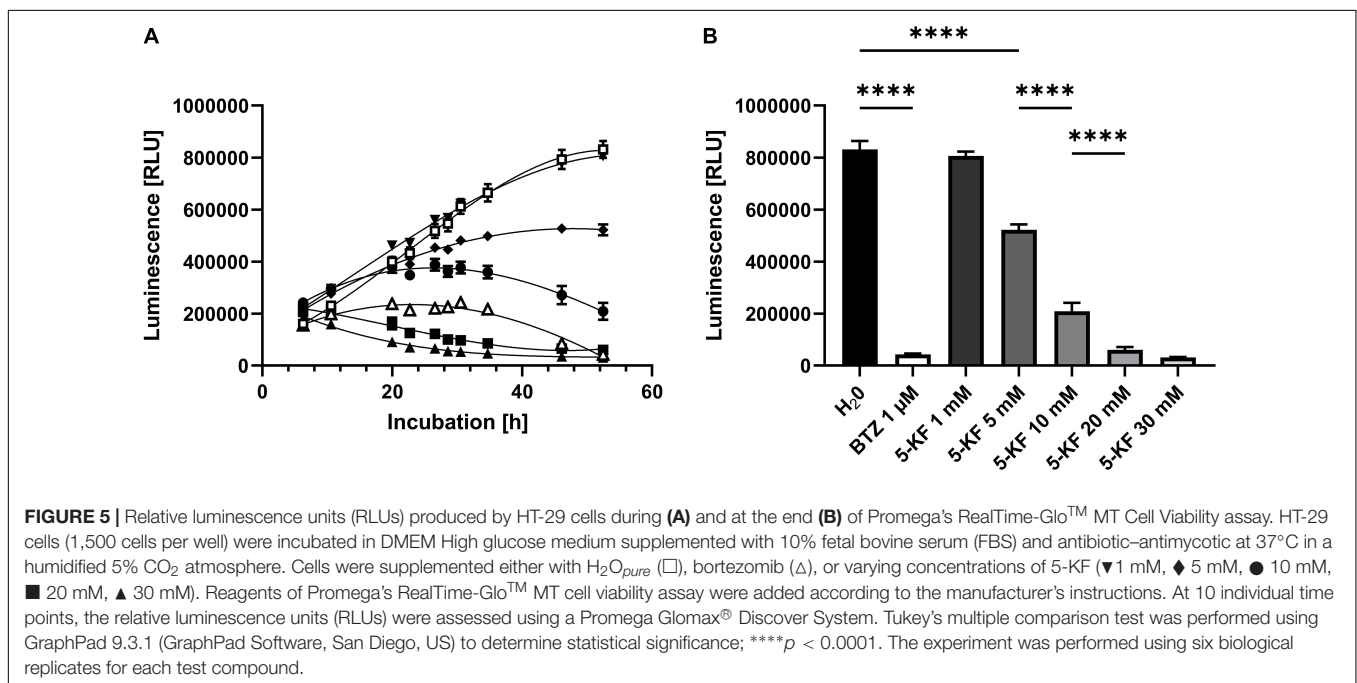 A
Luminescence [RLU]
1000000
800000
600000
400000
200000
0
0
20
40
60
Incubation [h]
B
Luminescence [RLU]
1000000
800000
600000
400000
200000
0
****
****
****
****
H₂0
BTZ 1 µM
5-KF 1 mM
5-KF 5 mM
5-KF 10 mM
5-KF 20 mM
5-KF 30 mM
FIGURE 5 | Relative luminescence units (RLUs) produced by HT-29 cells during (A) and at the end (B) of Promega’s RealTime-Glo™ MT Cell Viability assay. HT-29
cells (1,500 cells per well) were incubated in DMEM High glucose medium supplemented with 10% fetal bovine serum (FBS) and antibiotic–antimycotic at 37°C in a
humidified 5% CO₂ atmosphere. Cells were supplemented either with H₂Opure (□), bortezomib (△), or varying concentrations of 5-KF (▼1 mM, ◆ 5 mM, ● 10 mM,
■ 20 mM, ▲ 30 mM). Reagents of Promega’s RealTime-Glo™ MT cell viability assay were added according to the manufacturer’s instructions. At 10 individual time
points, the relative luminescence units (RLUs) were assessed using a Promega Glomax® Discover System. Tukey’s multiple comparison test was performed using
GraphPad 9.3.1 (GraphPad Software, San Diego, US) to determine statistical significance; ****p < 0.0001. The experiment was performed using six biological
replicates for each test compound.